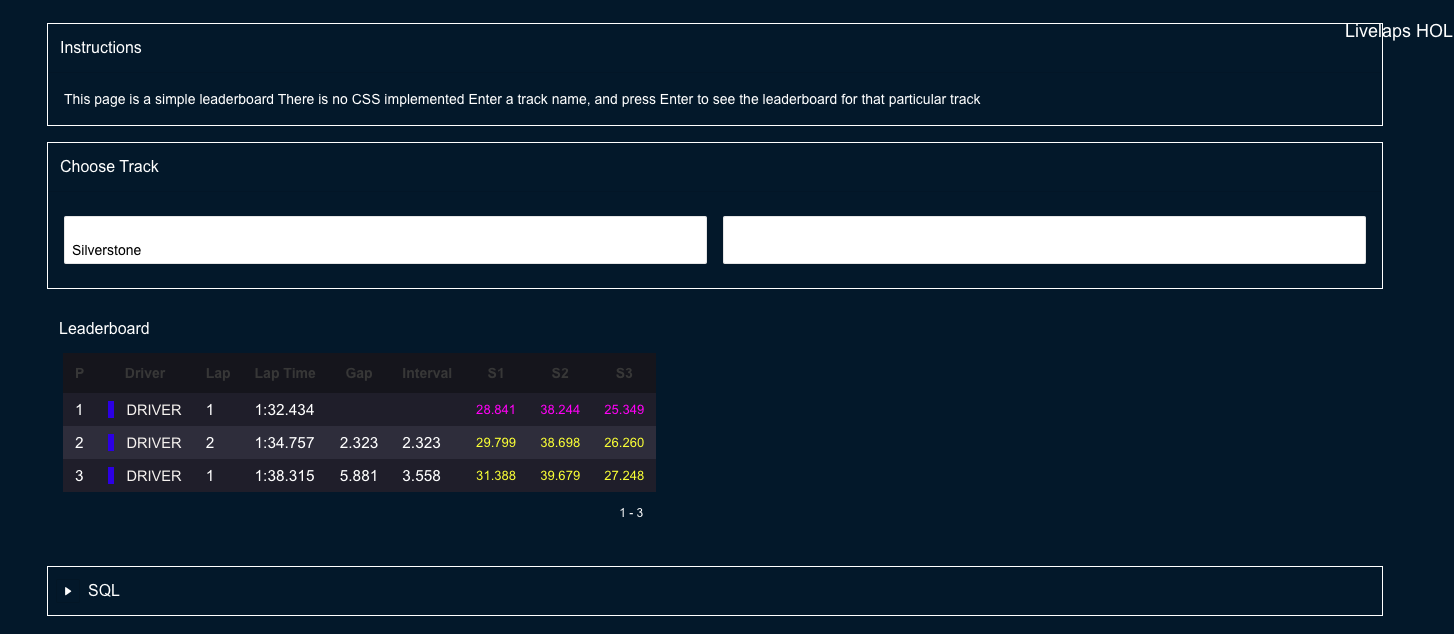 Livelaps HOL
Instructions
This page is a simple leaderboard There is no CSS implemented Enter a track name, and press Enter to see the leaderboard for that particular track
Choose Track
Silverstone
Leaderboard
P Driver Lap Lap Time Gap Interval S1 S2 S3
1 DRIVER 1 1:32.434 28.841 38.244 25.349
2 DRIVER 2 1:34.757 2.323 2.323 29.799 38.698 26.260
3 DRIVER 1 1:38.315 5.881 3.558 31.388 39.679 27.248
1 - 3
SQL